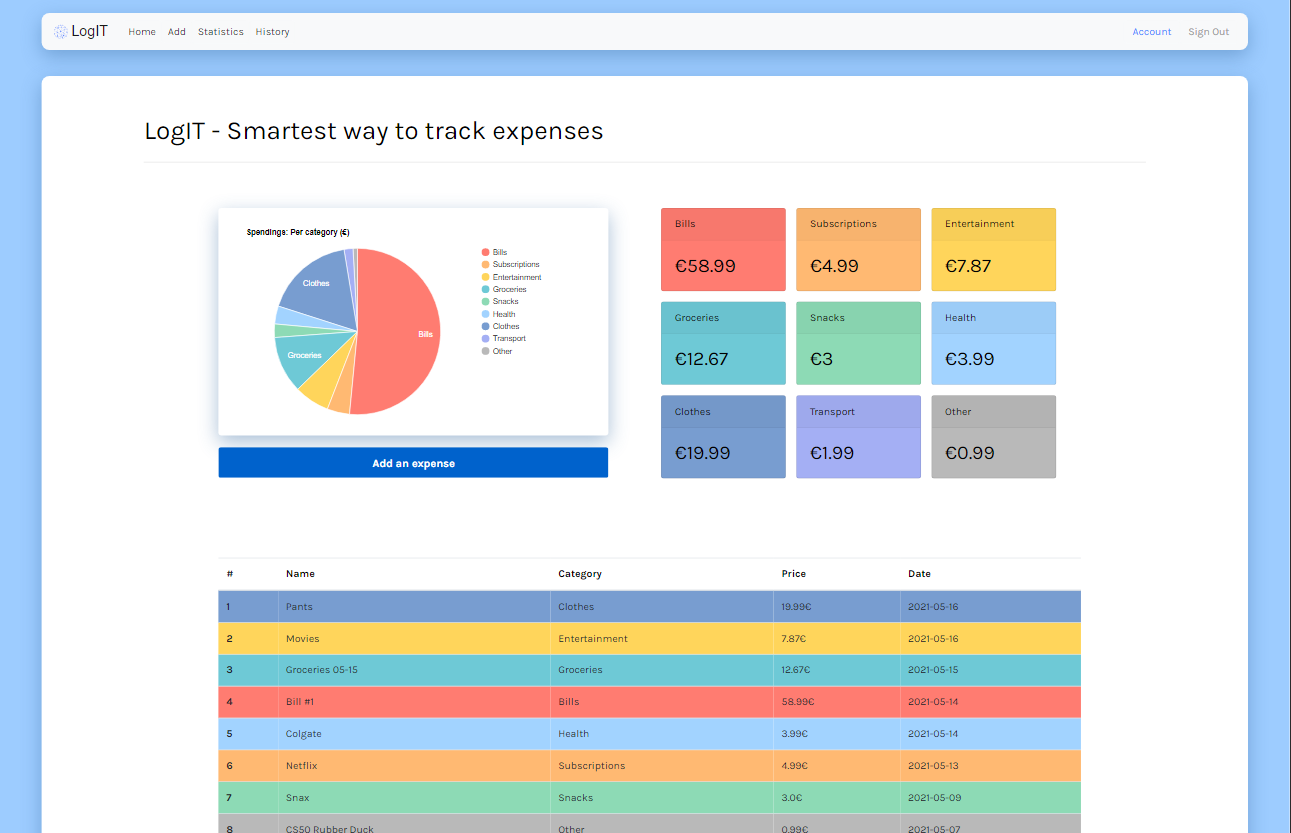 LogIT Home Add Statistics History Account Sign Out
LogIT - Smartest way to track expenses
Spendings: Per category (€)
Clothes
Bills
Groceries
Bills
Subscriptions
Entertainment
Groceries
Snacks
Health
Clothes
Transport
Other
Add an expense
Bills Subscriptions Entertainment
€58.99 €4.99 €7.87
Groceries Snacks Health
€12.67 €3 €3.99
Clothes Transport Other
€19.99 €1.99 €0.99
# Name Category Price Date
1 Pants Clothes 19.99€ 2021-05-16
2 Movies Entertainment 7.87€ 2021-05-16
3 Groceries 05-15 Groceries 12.67€ 2021-05-15
4 Bill #1 Bills 58.99€ 2021-05-14
5 Colgate Health 3.99€ 2021-05-14
6 Netflix Subscriptions 4.99€ 2021-05-13
7 Snax Snacks 3.0€ 2021-05-09
8 CS50 Rubber Duck Other 0.99€ 2021-05-07